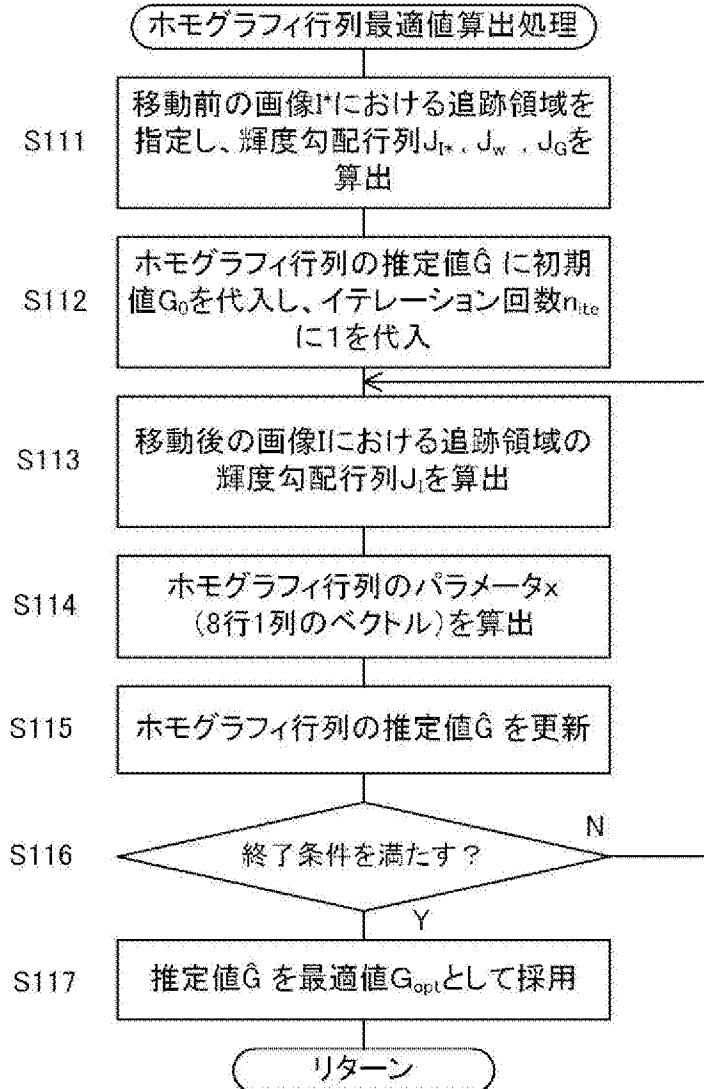 ホモグラフィ行列最適値算出処理
S111
移動前の画像I*における追跡領域を
指定し、輝度勾配行列J_I*、J_w、J_Gを
算出
S112
ホモグラフィ行列の推定値Ĝ に初期
値G₀を代入し、イテレーション回数n_ite
に1を代入
S113
移動後の画像Iにおける追跡領域の
輝度勾配行列J_Iを算出
S114
ホモグラフィ行列のパラメータx
(8行1列のベクトル)を算出
S115
ホモグラフィ行列の推定値Ĝ を更新
S116
終了条件を満たす?
N
Y
S117
推定値Ĝ を最適値G_optとして採用
リターン